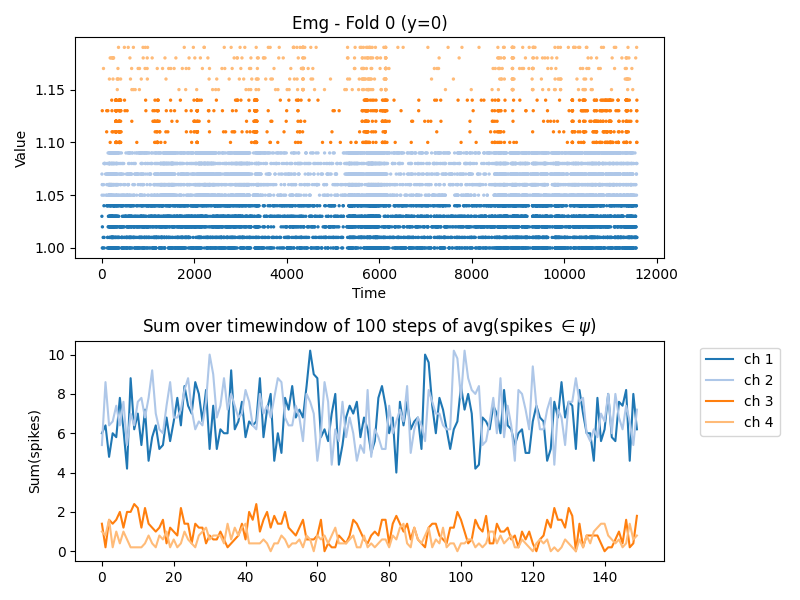 Emg - Fold 0 (y=0)
Value
1.15
1.10
1.05
1.00
0 2000 4000 6000 8000 10000 12000
Time
Sum over timewindow of 100 steps of avg(spikes ∈ψ)
Sum(spikes)
10
8
6
4
2
0
0 20 40 60 80 100 120 140
ch 1
ch 2
ch 3
ch 4